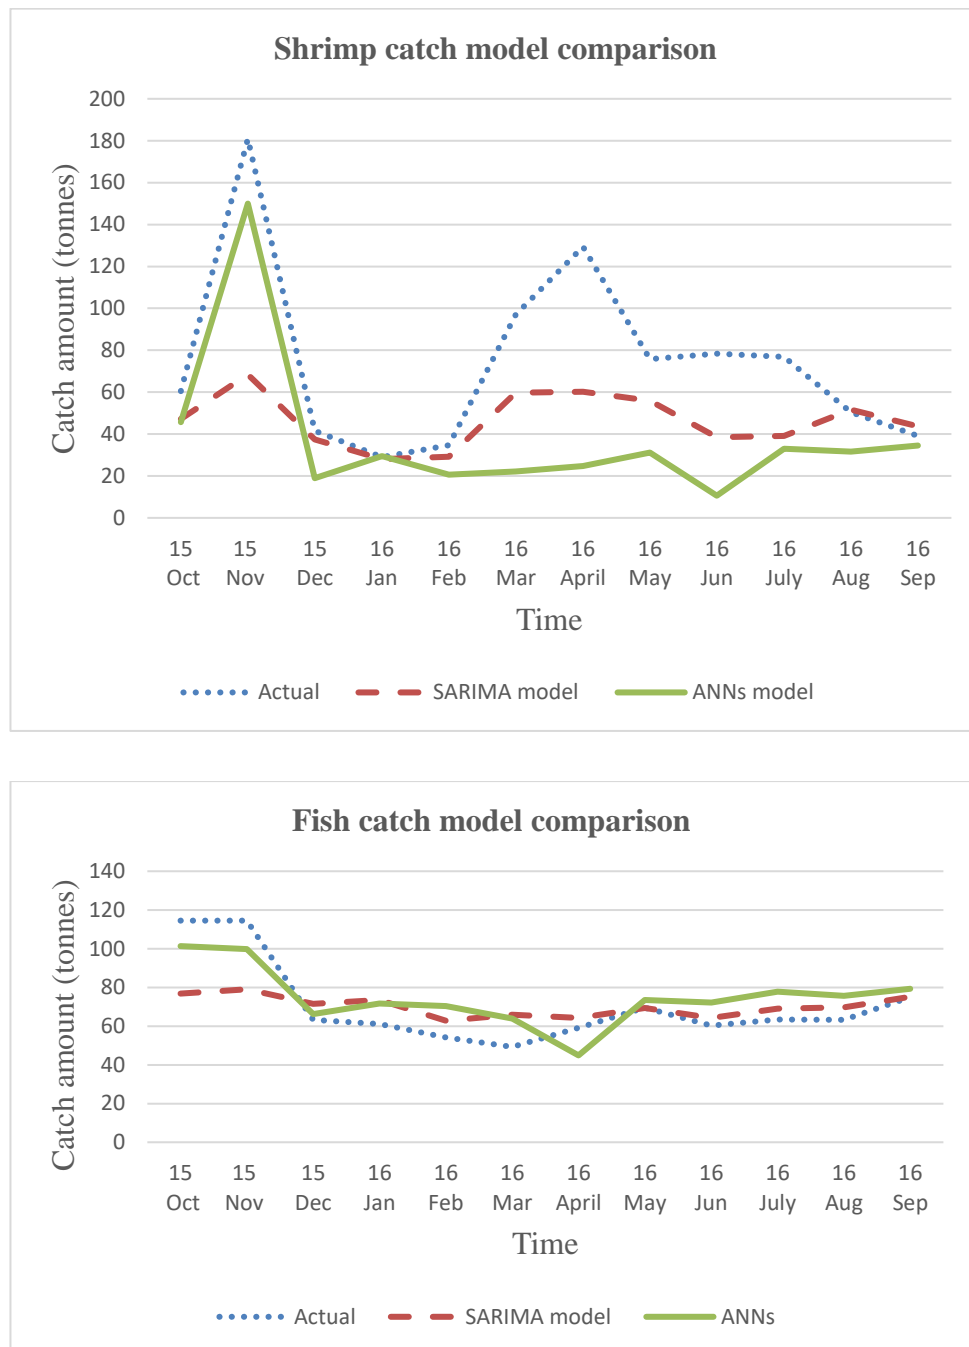 Shrimp catch model comparison
Catch amount (tonnes)
200
180
160
140
120
100
80
60
40
20
0
15 15 15 16 16 16 16 16 16 16 16 16
Oct Nov Dec Jan Feb Mar April May Jun July Aug Sep
Time
Actual SARIMA model ANNs model
Fish catch model comparison
Catch amount (tonnes)
140
120
100
80
60
40
20
0
15 15 15 16 16 16 16 16 16 16 16 16
Oct Nov Dec Jan Feb Mar April May Jun July Aug Sep
Time
Actual SARIMA model ANNs